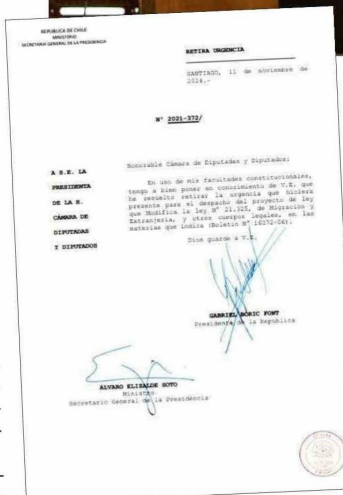 REPUBLICA DE CHILE
MINISTERIO
SECRETARIA GENERAL DE LA PRESIDENCIA
RETIRA URGENCIA
SANTIAGO, 11 de noviembre de
2024.-
N° 2021-372/
Honorable Cámara de Diputadas y Diputados:
A S.E. LA
PRESIDENTA
DE LA H.
CÁMARA DE
DIPUTADAS
Y DIPUTADOS
En uso de mis facultades constitucionales,
tengo a bien poner en conocimiento de V.E. que
he resuelto retirar la urgencia que hiciera
presente para el despacho del proyecto de ley
que Modifica la ley N° 21.325, de Migración y
Extranjería, y otros cuerpos legales, en las
materias que indica (Boletín N° 16072-06).
Dios guarde a V.E.
GABRIEL BORIC FONT
Presidente de la República
ÁLVARO ELIZALDE SOTO
Ministro
Secretario General de la Presidencia